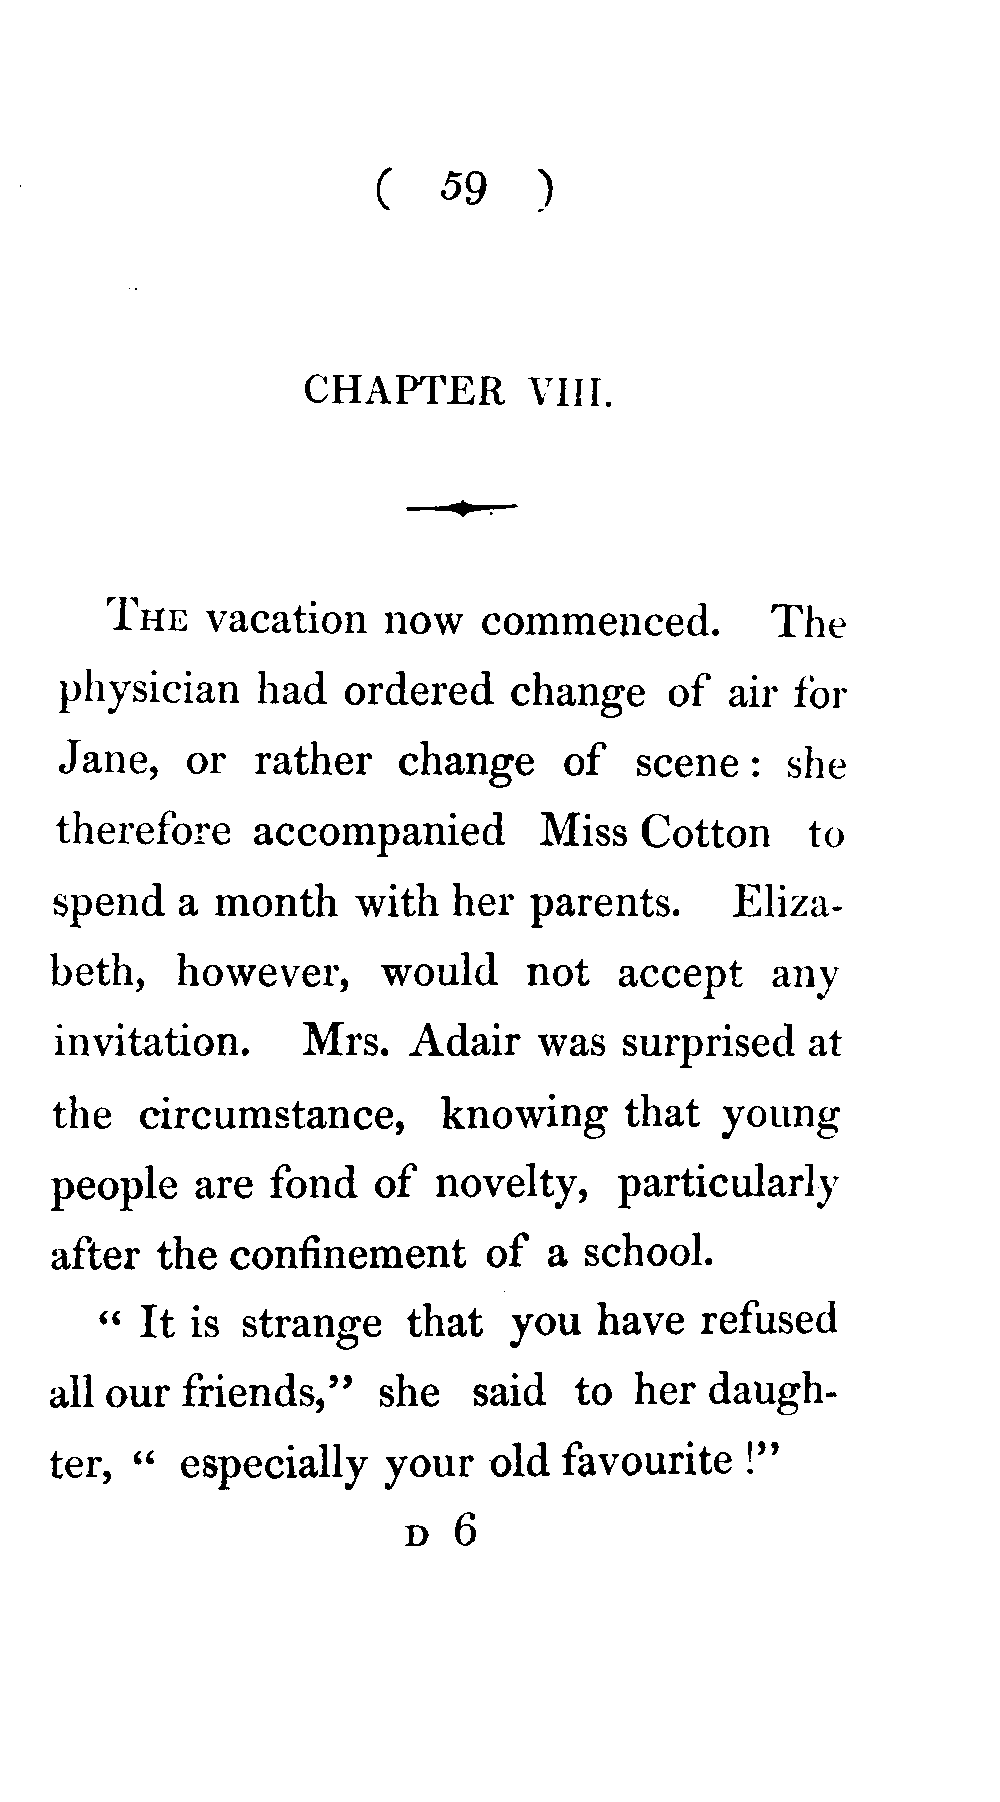 ( 59 )
CHAPTER VIII.
THE vacation now commenced. The
physician had ordered change of air for
Jane, or rather change of scene: she
therefore accompanied Miss Cotton to
spend a month with her parents. Eliza-
beth, however, would not accept any
invitation. Mrs. Adair was surprised at
the circumstance, knowing that young
people are fond of novelty, particularly
after the confinement of a school.
“ It is strange that you have refused
all our friends,” she said to her daugh-
ter, “ especially your old favourite !”
D 6